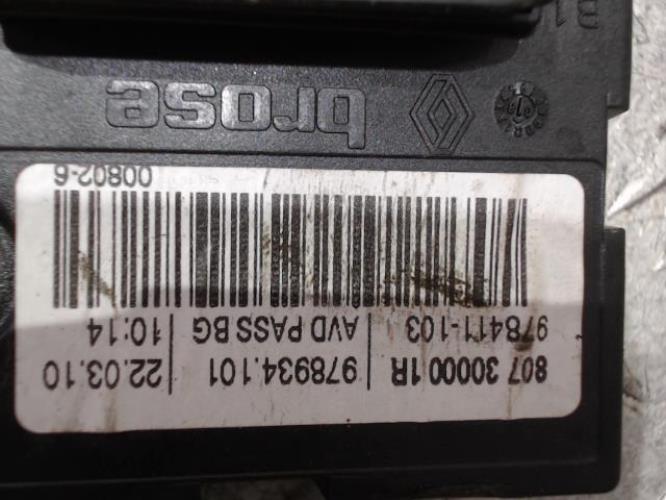 807 30000 1R 978934.101 22.03.10
978411-103 AVD PASS BG 10:14
00802-6
brose